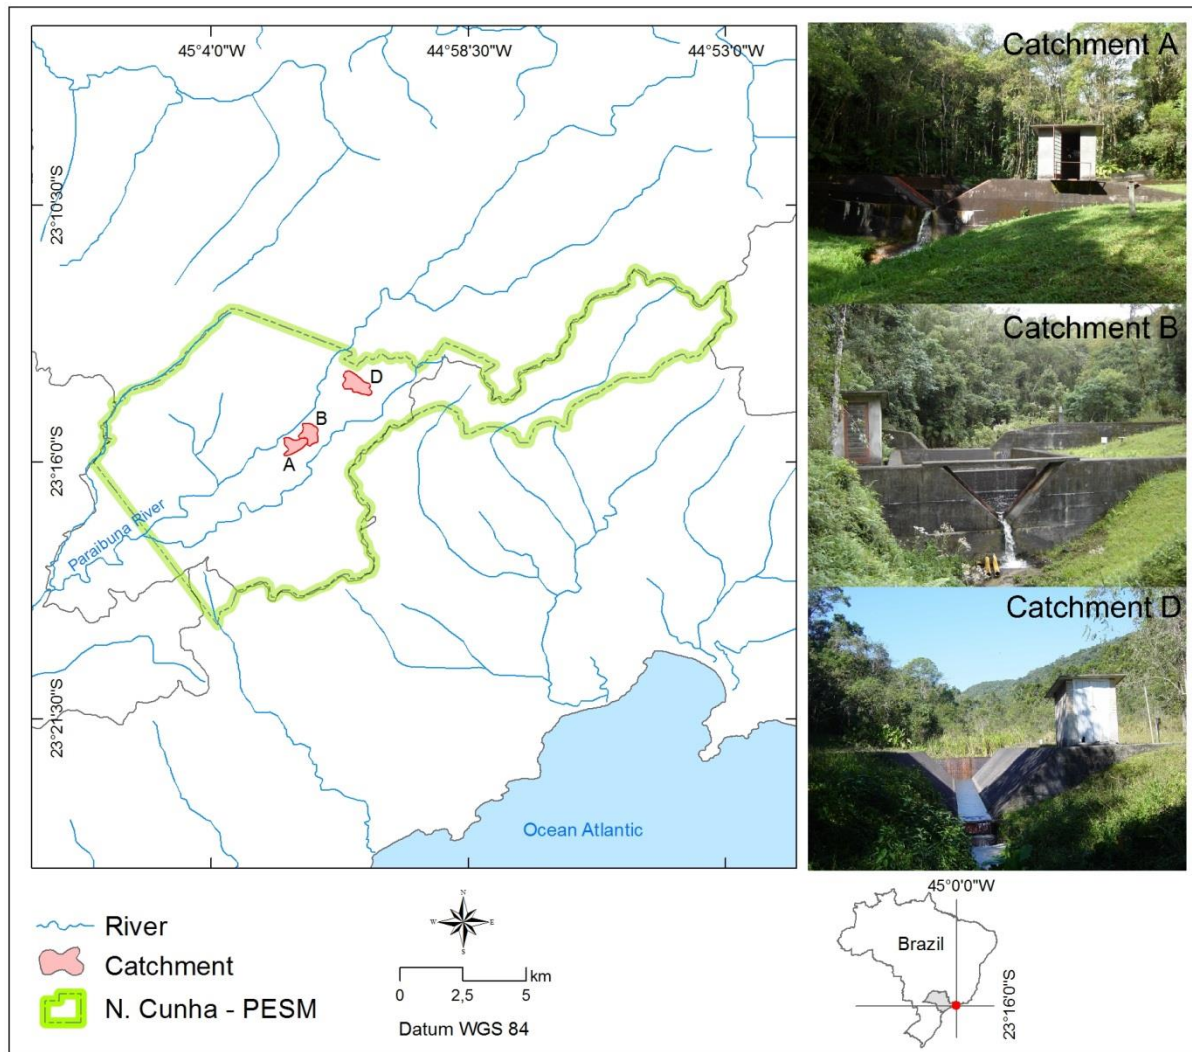 45°4'0"W
44°58'30"W
44°53'0"W
23°10'30"S
23°16'0"S
23°21'30"S
D
B
A
Paraibuna River
Ocean Atlantic
Catchment A
Catchment B
Catchment D
River
Catchment
N. Cunha - PESM
N
W
E
S
km
0
2,5
5
Datum WGS 84
45°0'0"W
Brazil
23°16'0"S